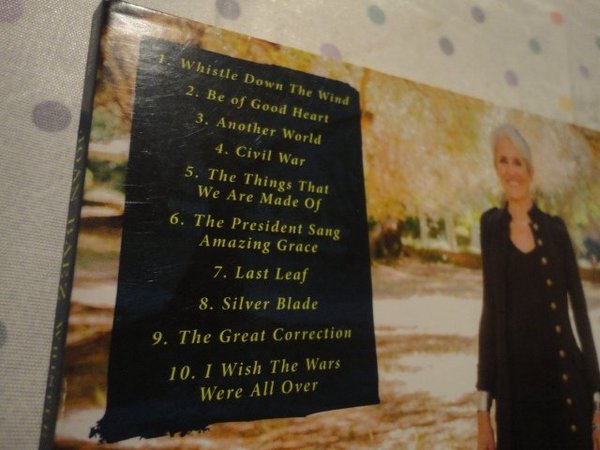 1. Whistle Down The Wind
2. Be of Good Heart
3. Another World
4. Civil War
5. The Things That
We Are Made Of
6. The President Sang
Amazing Grace
7. Last Leaf
8. Silver Blade
9. The Great Correction
10. I Wish The Wars
Were All Over
JOAN BAEZ